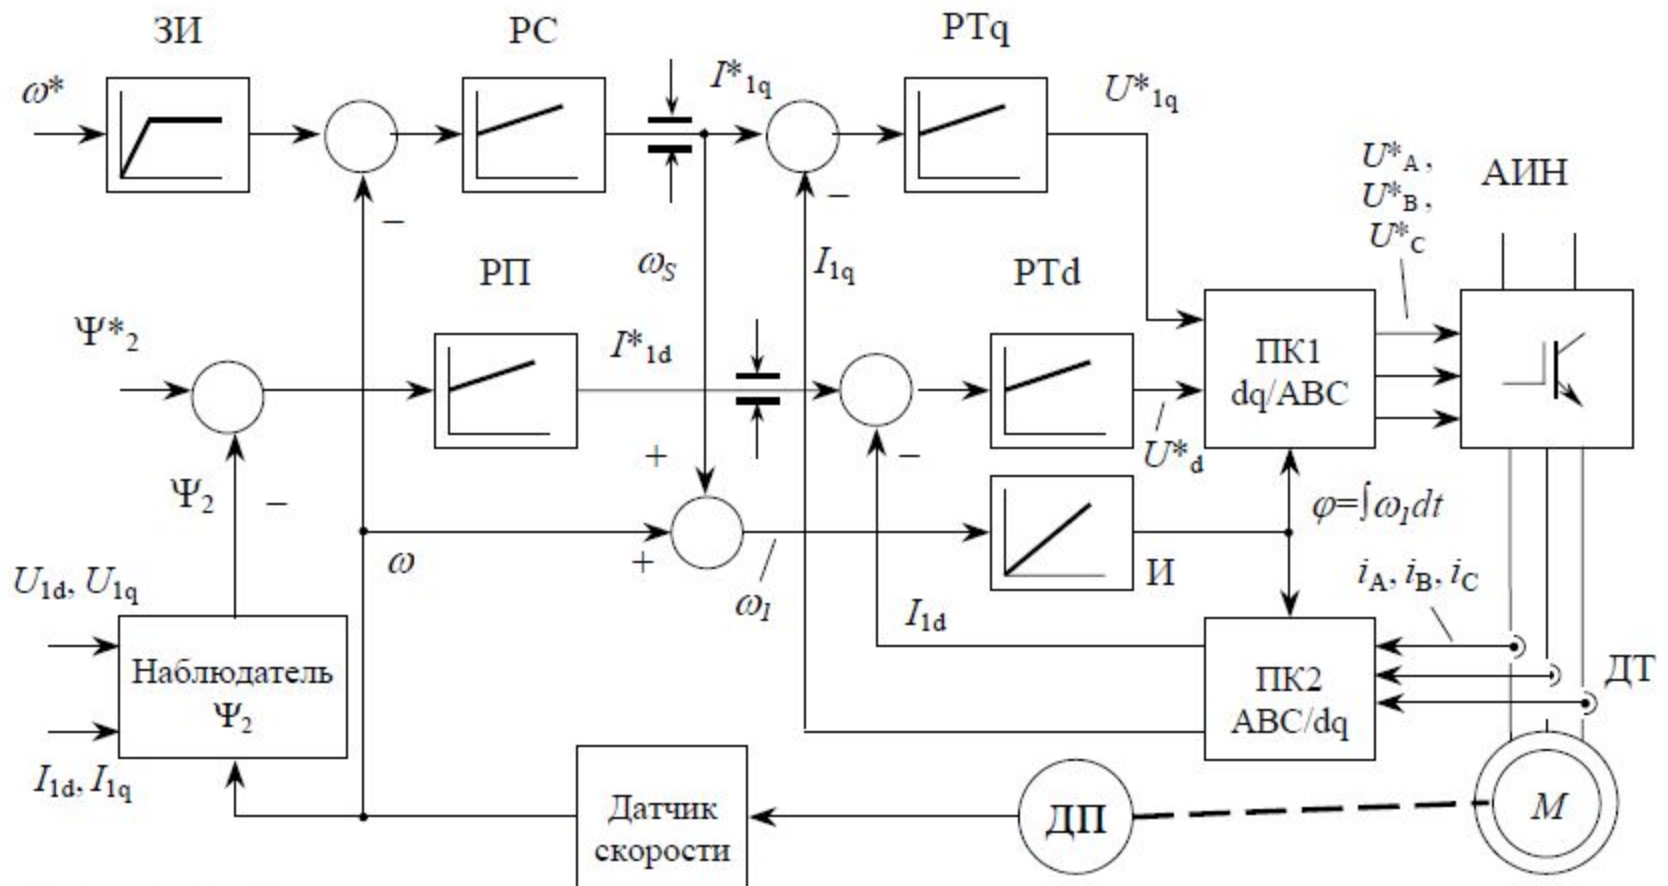 ЗИ
РС
РТq
ω*
I*1q
U*1q
U*A,
U*B,
U*C
АИН
−
−
РП
ωS
I1q
РТd
Ψ*2
I*1d
ПК1
dq/ABC
U*d
Ψ2
−
+
−
φ=∫ω1dt
ω
+
ω1
И
iA, iB, iC
U1d, U1q
I1d
Наблюдатель
Ψ2
ПК2
ABC/dq
ДТ
I1d, I1q
Датчик
скорости
ДП
М